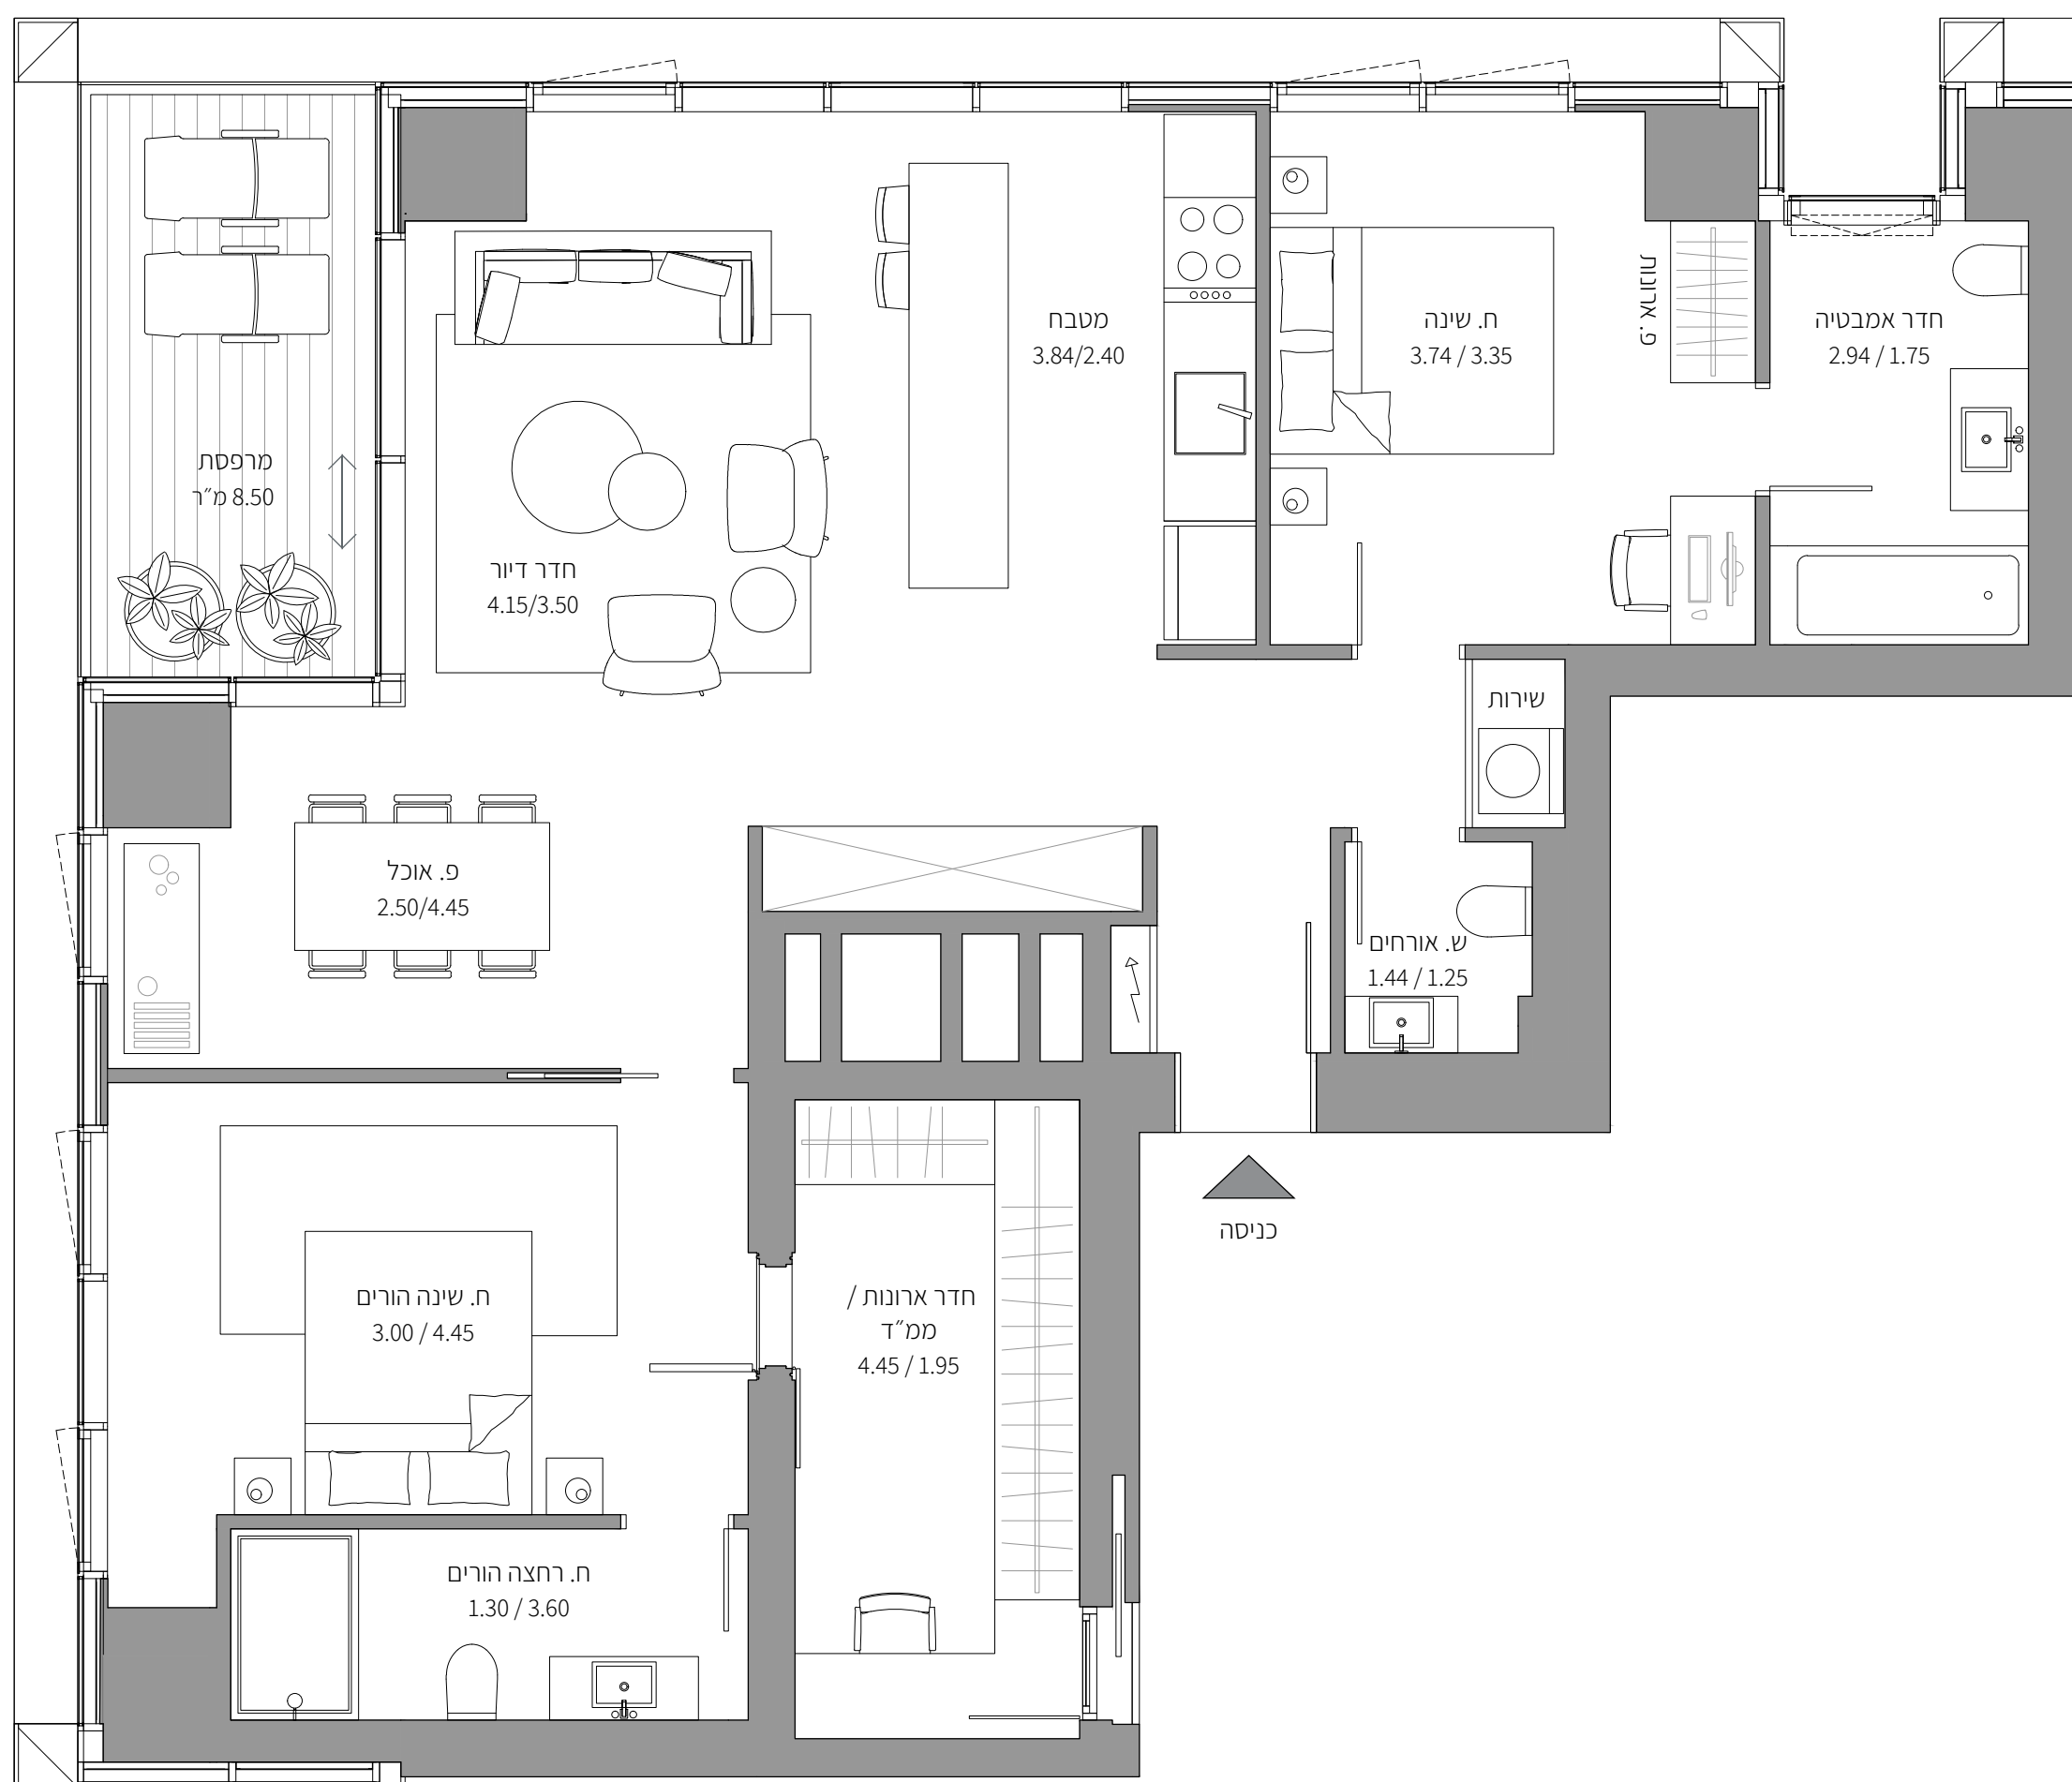 מטבח
3.84/2.40
ח. שינה
3.74 / 3.35
פ. ארונות
חדר אמבטיה
2.94 / 1.75
מרפסת
8.50 מ״ר
חדר דיור
4.15/3.50
שירות
פ. אוכל
2.50/4.45
ש. אורחים
1.44 / 1.25
כניסה
ח. שינה הורים
3.00 / 4.45
חדר ארונות /
ממ״ד
4.45 / 1.95
ח. רחצה הורים
1.30 / 3.60